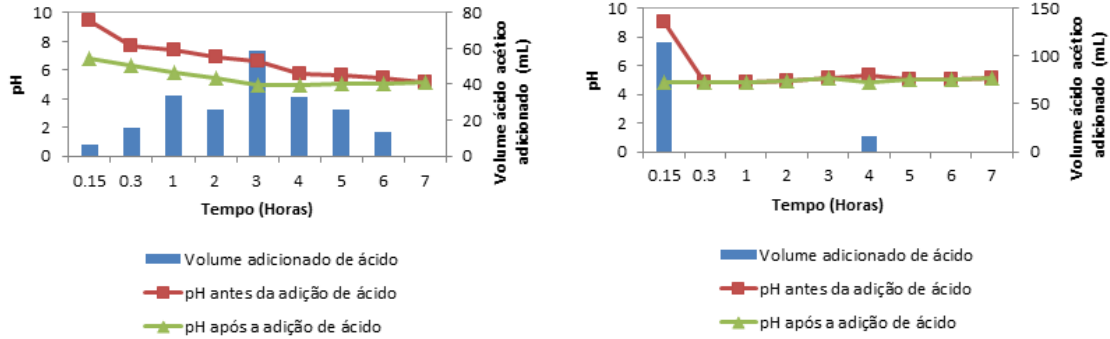 10
8
6
4
2
0
pH
80
60
40
20
0
Volume ácido acético
adicionado (mL)
0.15 0.3 1 2 3 4 5 6 7
Tempo (Horas)
Volume adicionado de ácido
pH antes da adição de ácido
pH após a adição de ácido
10
8
6
4
2
0
pH
150
100
50
0
Volume ácido acético
adicionado (mL)
0.15 0.3 1 2 3 4 5 6 7
Tempo (Horas)
Volume adicionado de ácido
pH antes da adição de ácido
pH após a adição de ácido